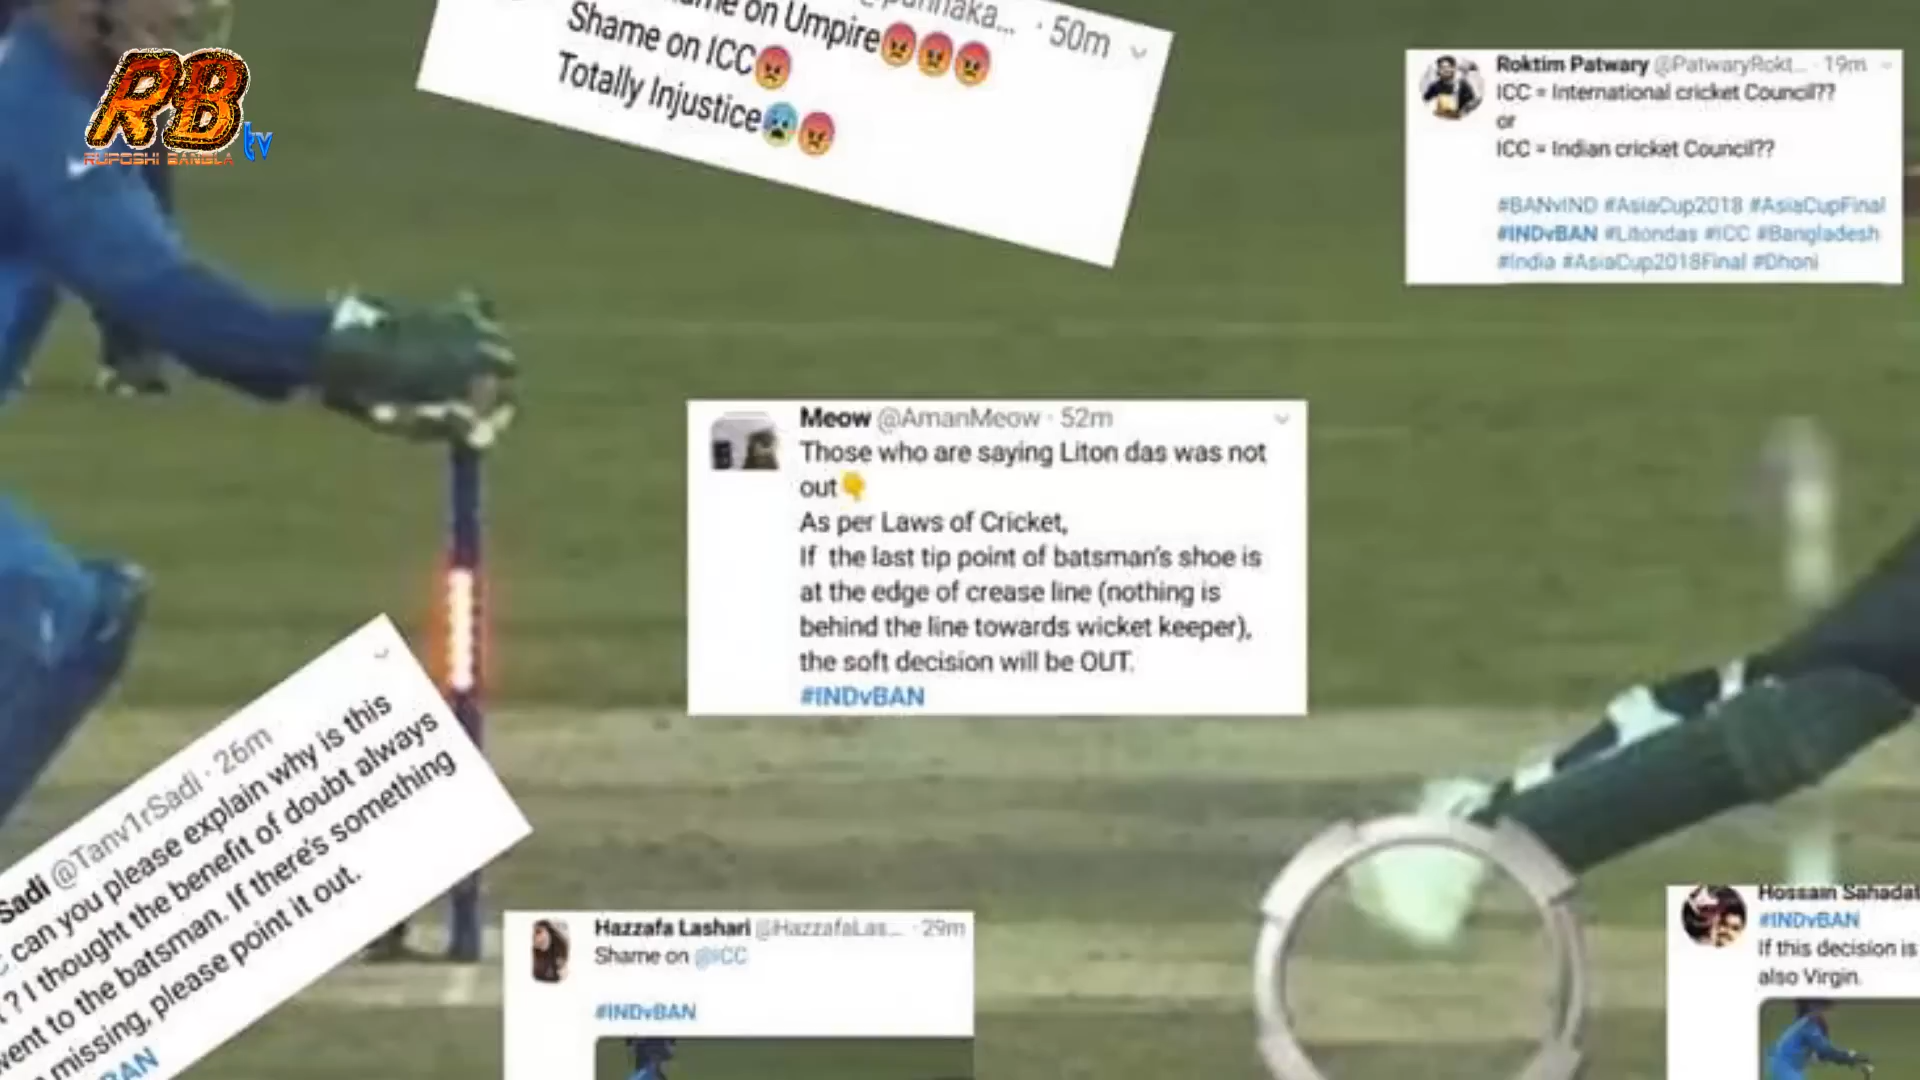 RB tv
RUPOSHI BANGLA
on Umpire😡😡😡 · 50m
Shame on ICC😡
Totally Injustice😰😡
Roktim Patwary @PatwaryRokt... · 19m
ICC = International cricket Council??
or
ICC = Indian cricket Council??
#BANvIND #AsiaCup2018 #AsiaCupFinal
#INDvBAN #Litondas #ICC #Bangladesh
#India #AsiaCup2018Final #Dhoni
Meow @AmanMeow · 52m
Those who are saying Liton das was not
out👇
As per Laws of Cricket,
If the last tip point of batsman's shoe is
at the edge of crease line (nothing is
behind the line towards wicket keeper),
the soft decision will be OUT.
#INDvBAN
Sadi @Tanv1rSadi · 26m
can you please explain why is this
? I thought the benefit of doubt always
went to the batsman. If there's something
missing, please point it out.
Hazzafa Lashari @HazzafaLas... · 29m
Shame on @ICC
#INDvBAN
Hossain Sahadat
#INDvBAN
If this decision is
also Virgin.